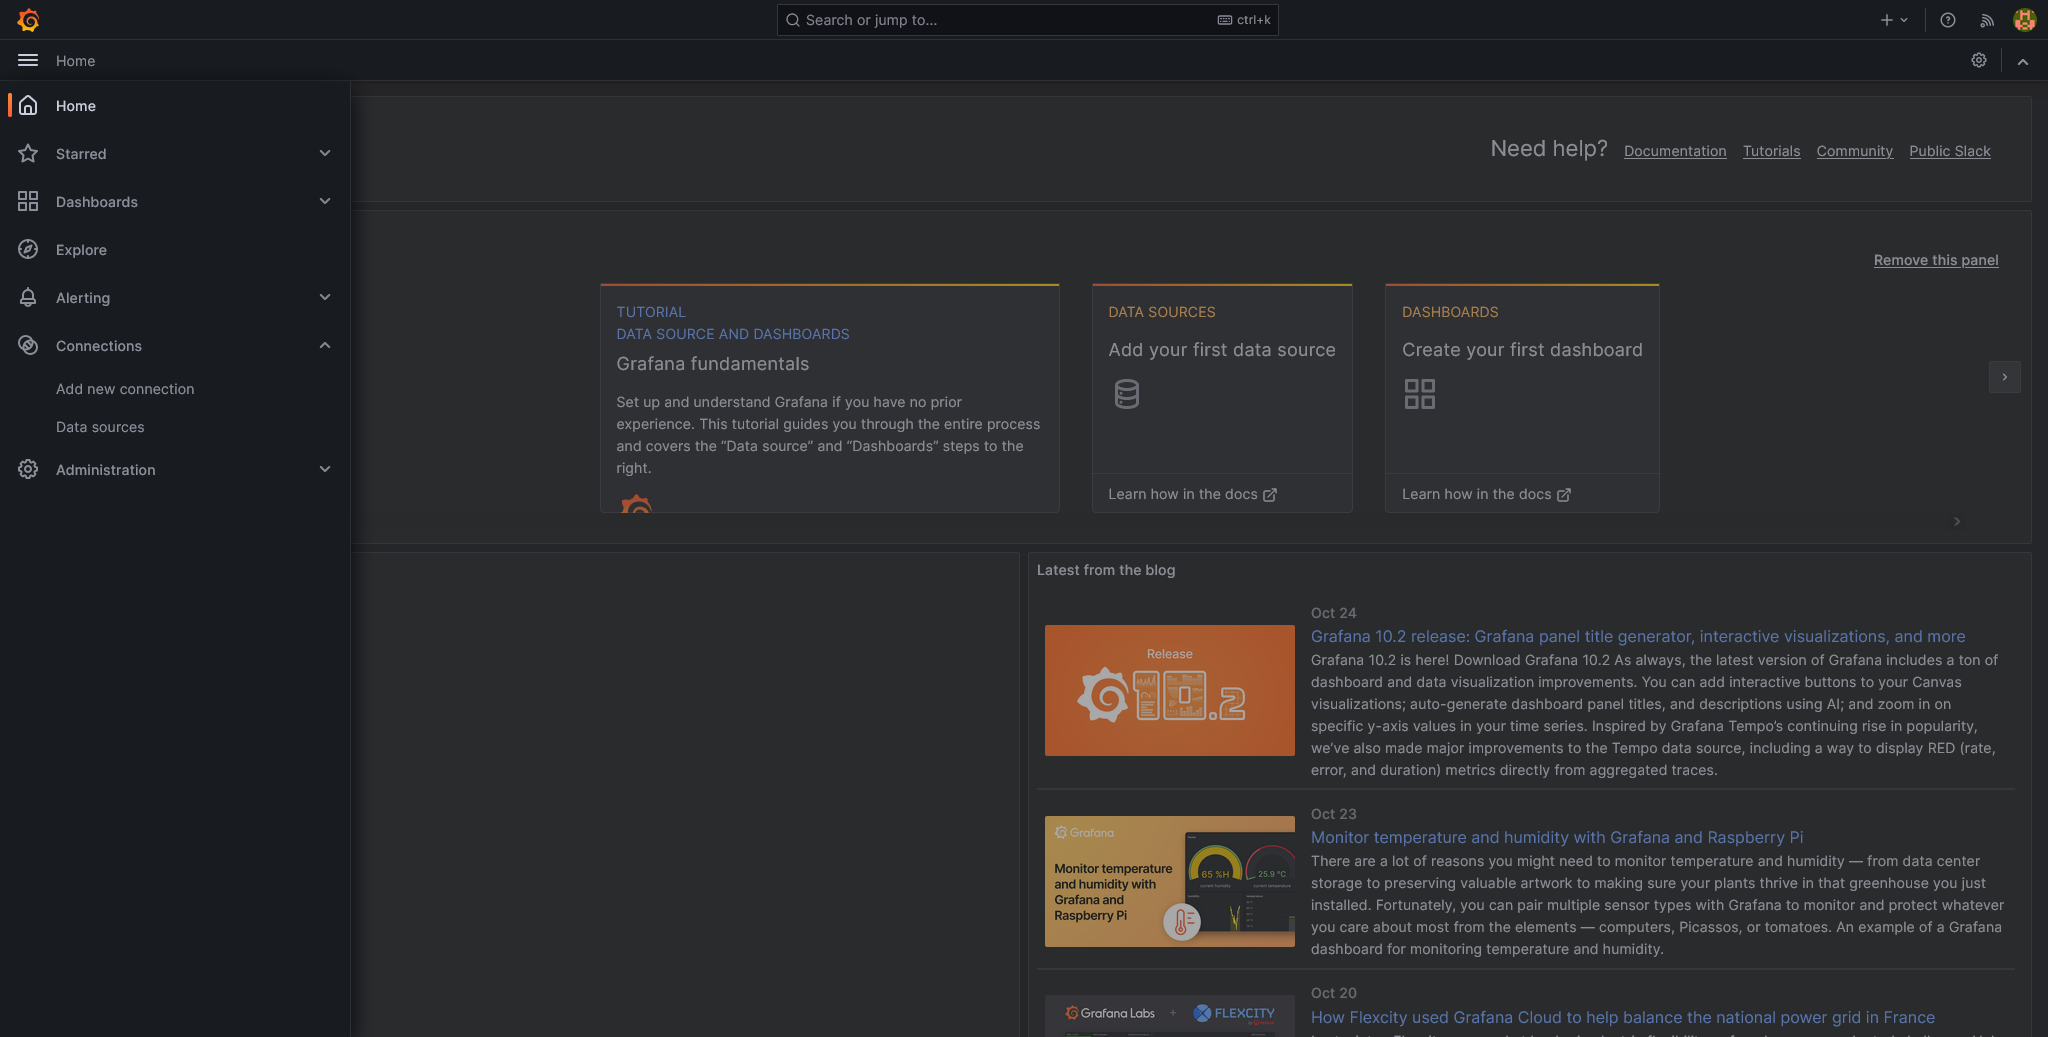 Search or jump to...
ctrl+k
Home
Home
Starred
Dashboards
Explore
Alerting
Connections
Add new connection
Data sources
Administration
Need help?
Documentation
Tutorials
Community
Public Slack
Remove this panel
TUTORIAL
DATA SOURCE AND DASHBOARDS
Grafana fundamentals
Set up and understand Grafana if you have no prior
experience. This tutorial guides you through the entire process
and covers the “Data source” and “Dashboards” steps to the
right.
DATA SOURCES
Add your first data source
Learn how in the docs
DASHBOARDS
Create your first dashboard
Learn how in the docs
Latest from the blog
Release
10.2
Oct 24
Grafana 10.2 release: Grafana panel title generator, interactive visualizations, and more
Grafana 10.2 is here! Download Grafana 10.2 As always, the latest version of Grafana includes a ton of
dashboard and data visualization improvements. You can add interactive buttons to your Canvas
visualizations; auto-generate dashboard panel titles, and descriptions using AI; and zoom in on
specific y-axis values in your time series. Inspired by Grafana Tempo’s continuing rise in popularity,
we’ve also made major improvements to the Tempo data source, including a way to display RED (rate,
error, and duration) metrics directly from aggregated traces.
Grafana
Monitor temperature
and humidity with
Grafana and
Raspberry Pi
65 %H
25.9 °C
current humidity
current temperature
Oct 23
Monitor temperature and humidity with Grafana and Raspberry Pi
There are a lot of reasons you might need to monitor temperature and humidity — from data center
storage to preserving valuable artwork to making sure your plants thrive in that greenhouse you just
installed. Fortunately, you can pair multiple sensor types with Grafana to monitor and protect whatever
you care about most from the elements — computers, Picassos, or tomatoes. An example of a Grafana
dashboard for monitoring temperature and humidity.
Grafana Labs + FLEXCITY
Oct 20
How Flexcity used Grafana Cloud to help balance the national power grid in France